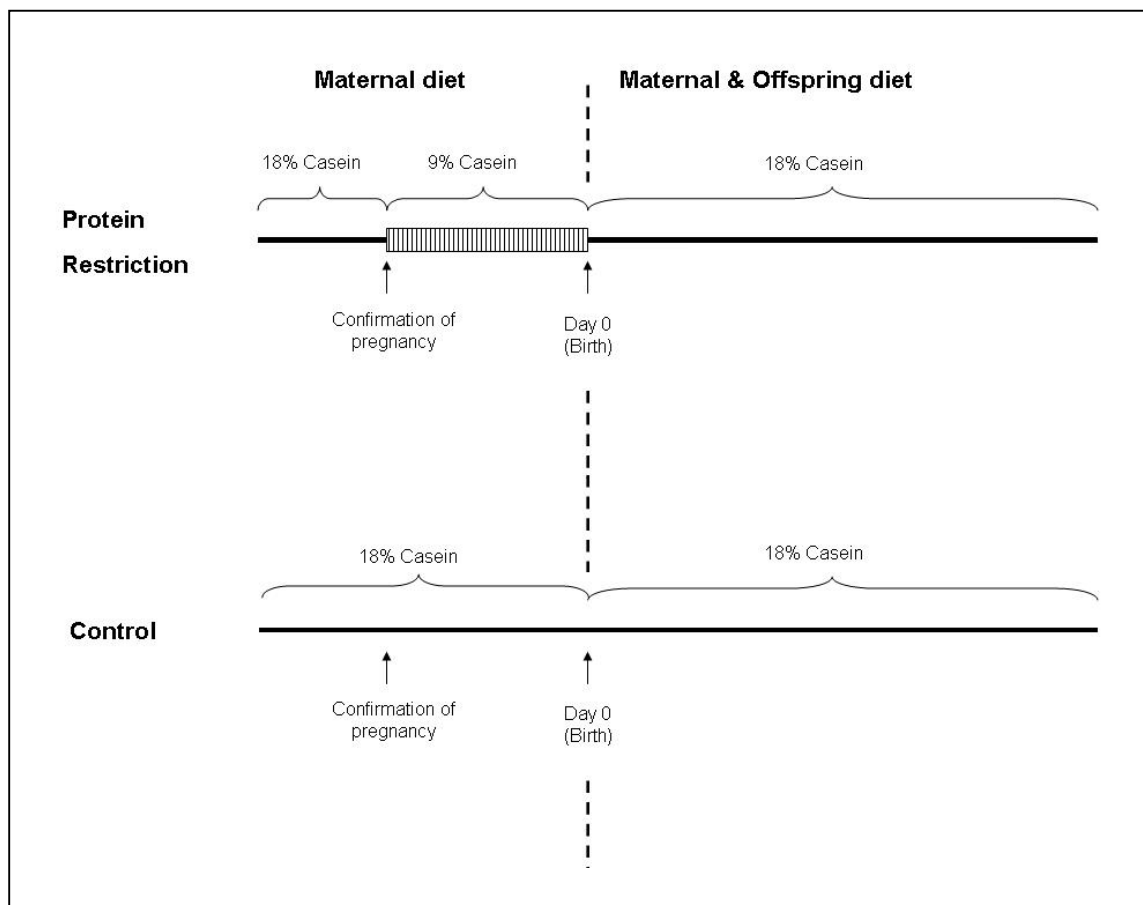 Maternal diet
Maternal & Offspring diet
18% Casein
9% Casein
18% Casein
Protein
Restriction
Confirmation of
pregnancy
Day 0
(Birth)
18% Casein
18% Casein
Control
Confirmation of
pregnancy
Day 0
(Birth)